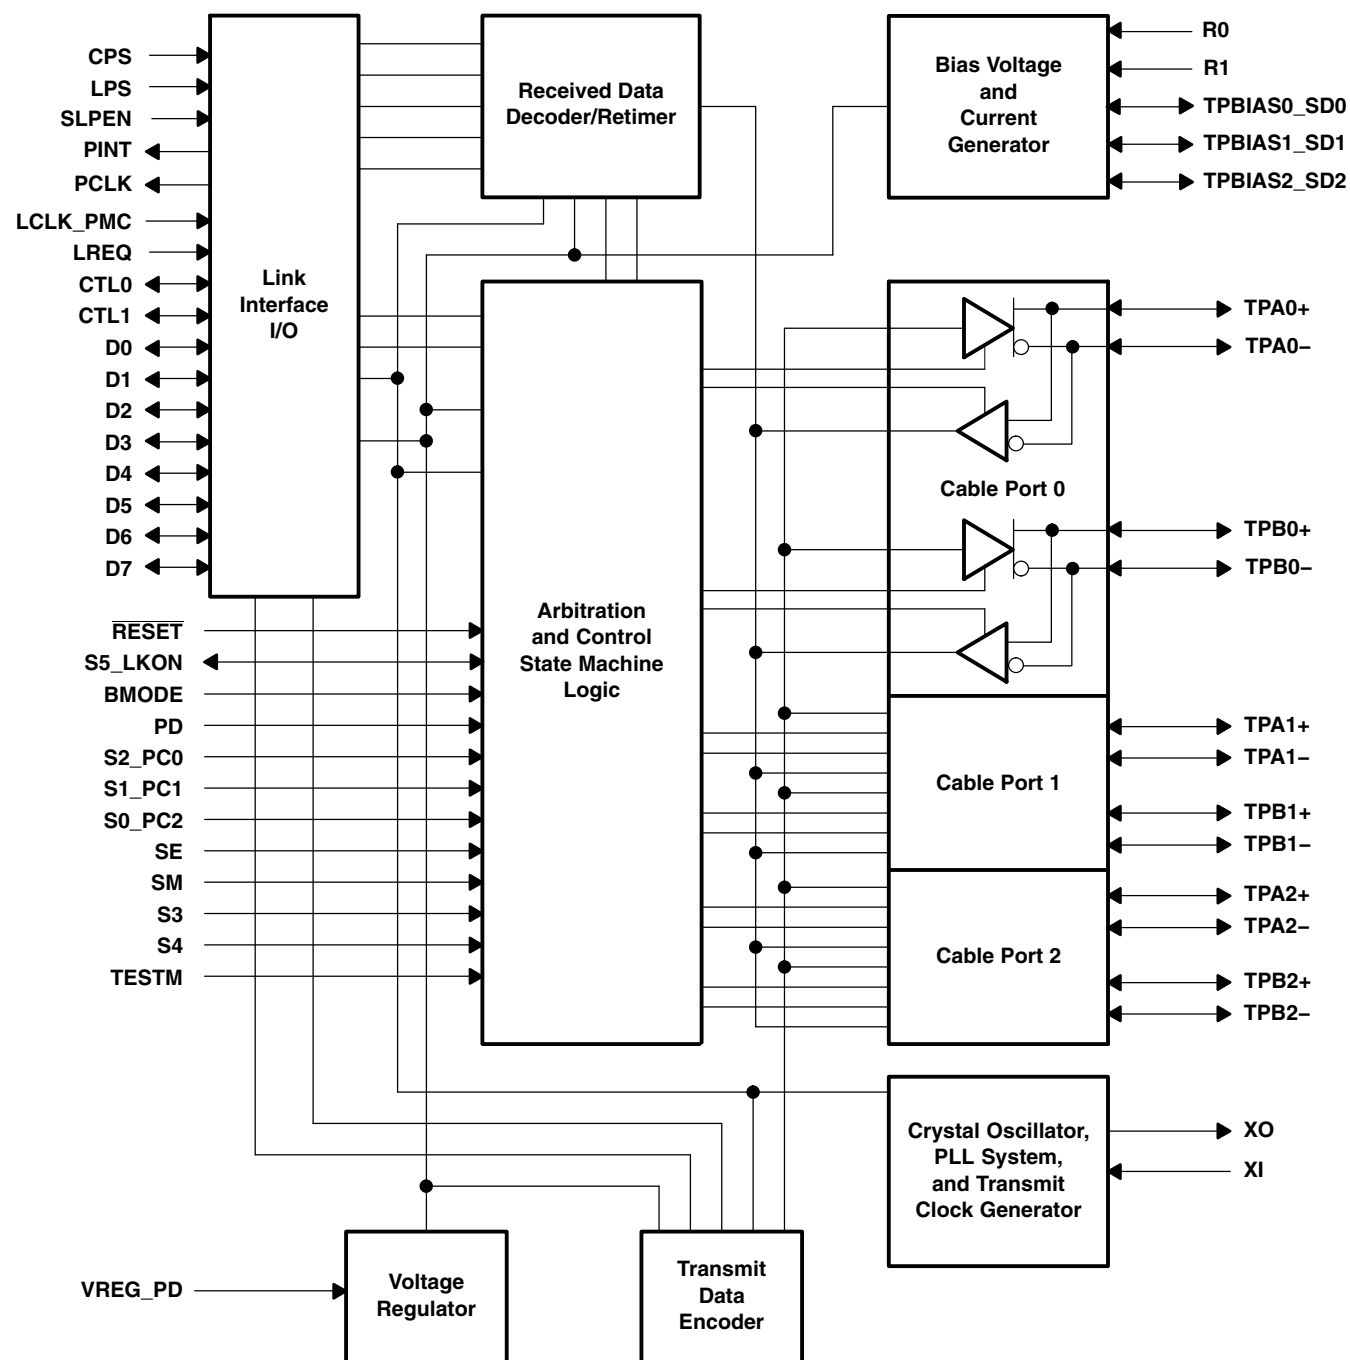 CPS
LPS
SLPEN
PINT
PCLK
LCLK_PMC
LREQ
CTL0
CTL1
D0
D1
D2
D3
D4
D5
D6
D7
Link
Interface
I/O
Received Data
Decoder/Retimer
Bias Voltage
and
Current
Generator
R0
R1
TPBIAS0_SD0
TPBIAS1_SD1
TPBIAS2_SD2
RESET
S5_LKON
BMODE
PD
S2_PC0
S1_PC1
S0_PC2
SE
SM
S3
S4
TESTM
Arbitration
and Control
State Machine
Logic
Cable Port 0
TPA0+
TPA0−
TPB0+
TPB0−
Cable Port 1
TPA1+
TPA1−
TPB1+
TPB1−
Cable Port 2
TPA2+
TPA2−
TPB2+
TPB2−
Crystal Oscillator,
PLL System,
and Transmit
Clock Generator
XO
XI
VREG_PD
Voltage
Regulator
Transmit
Data
Encoder